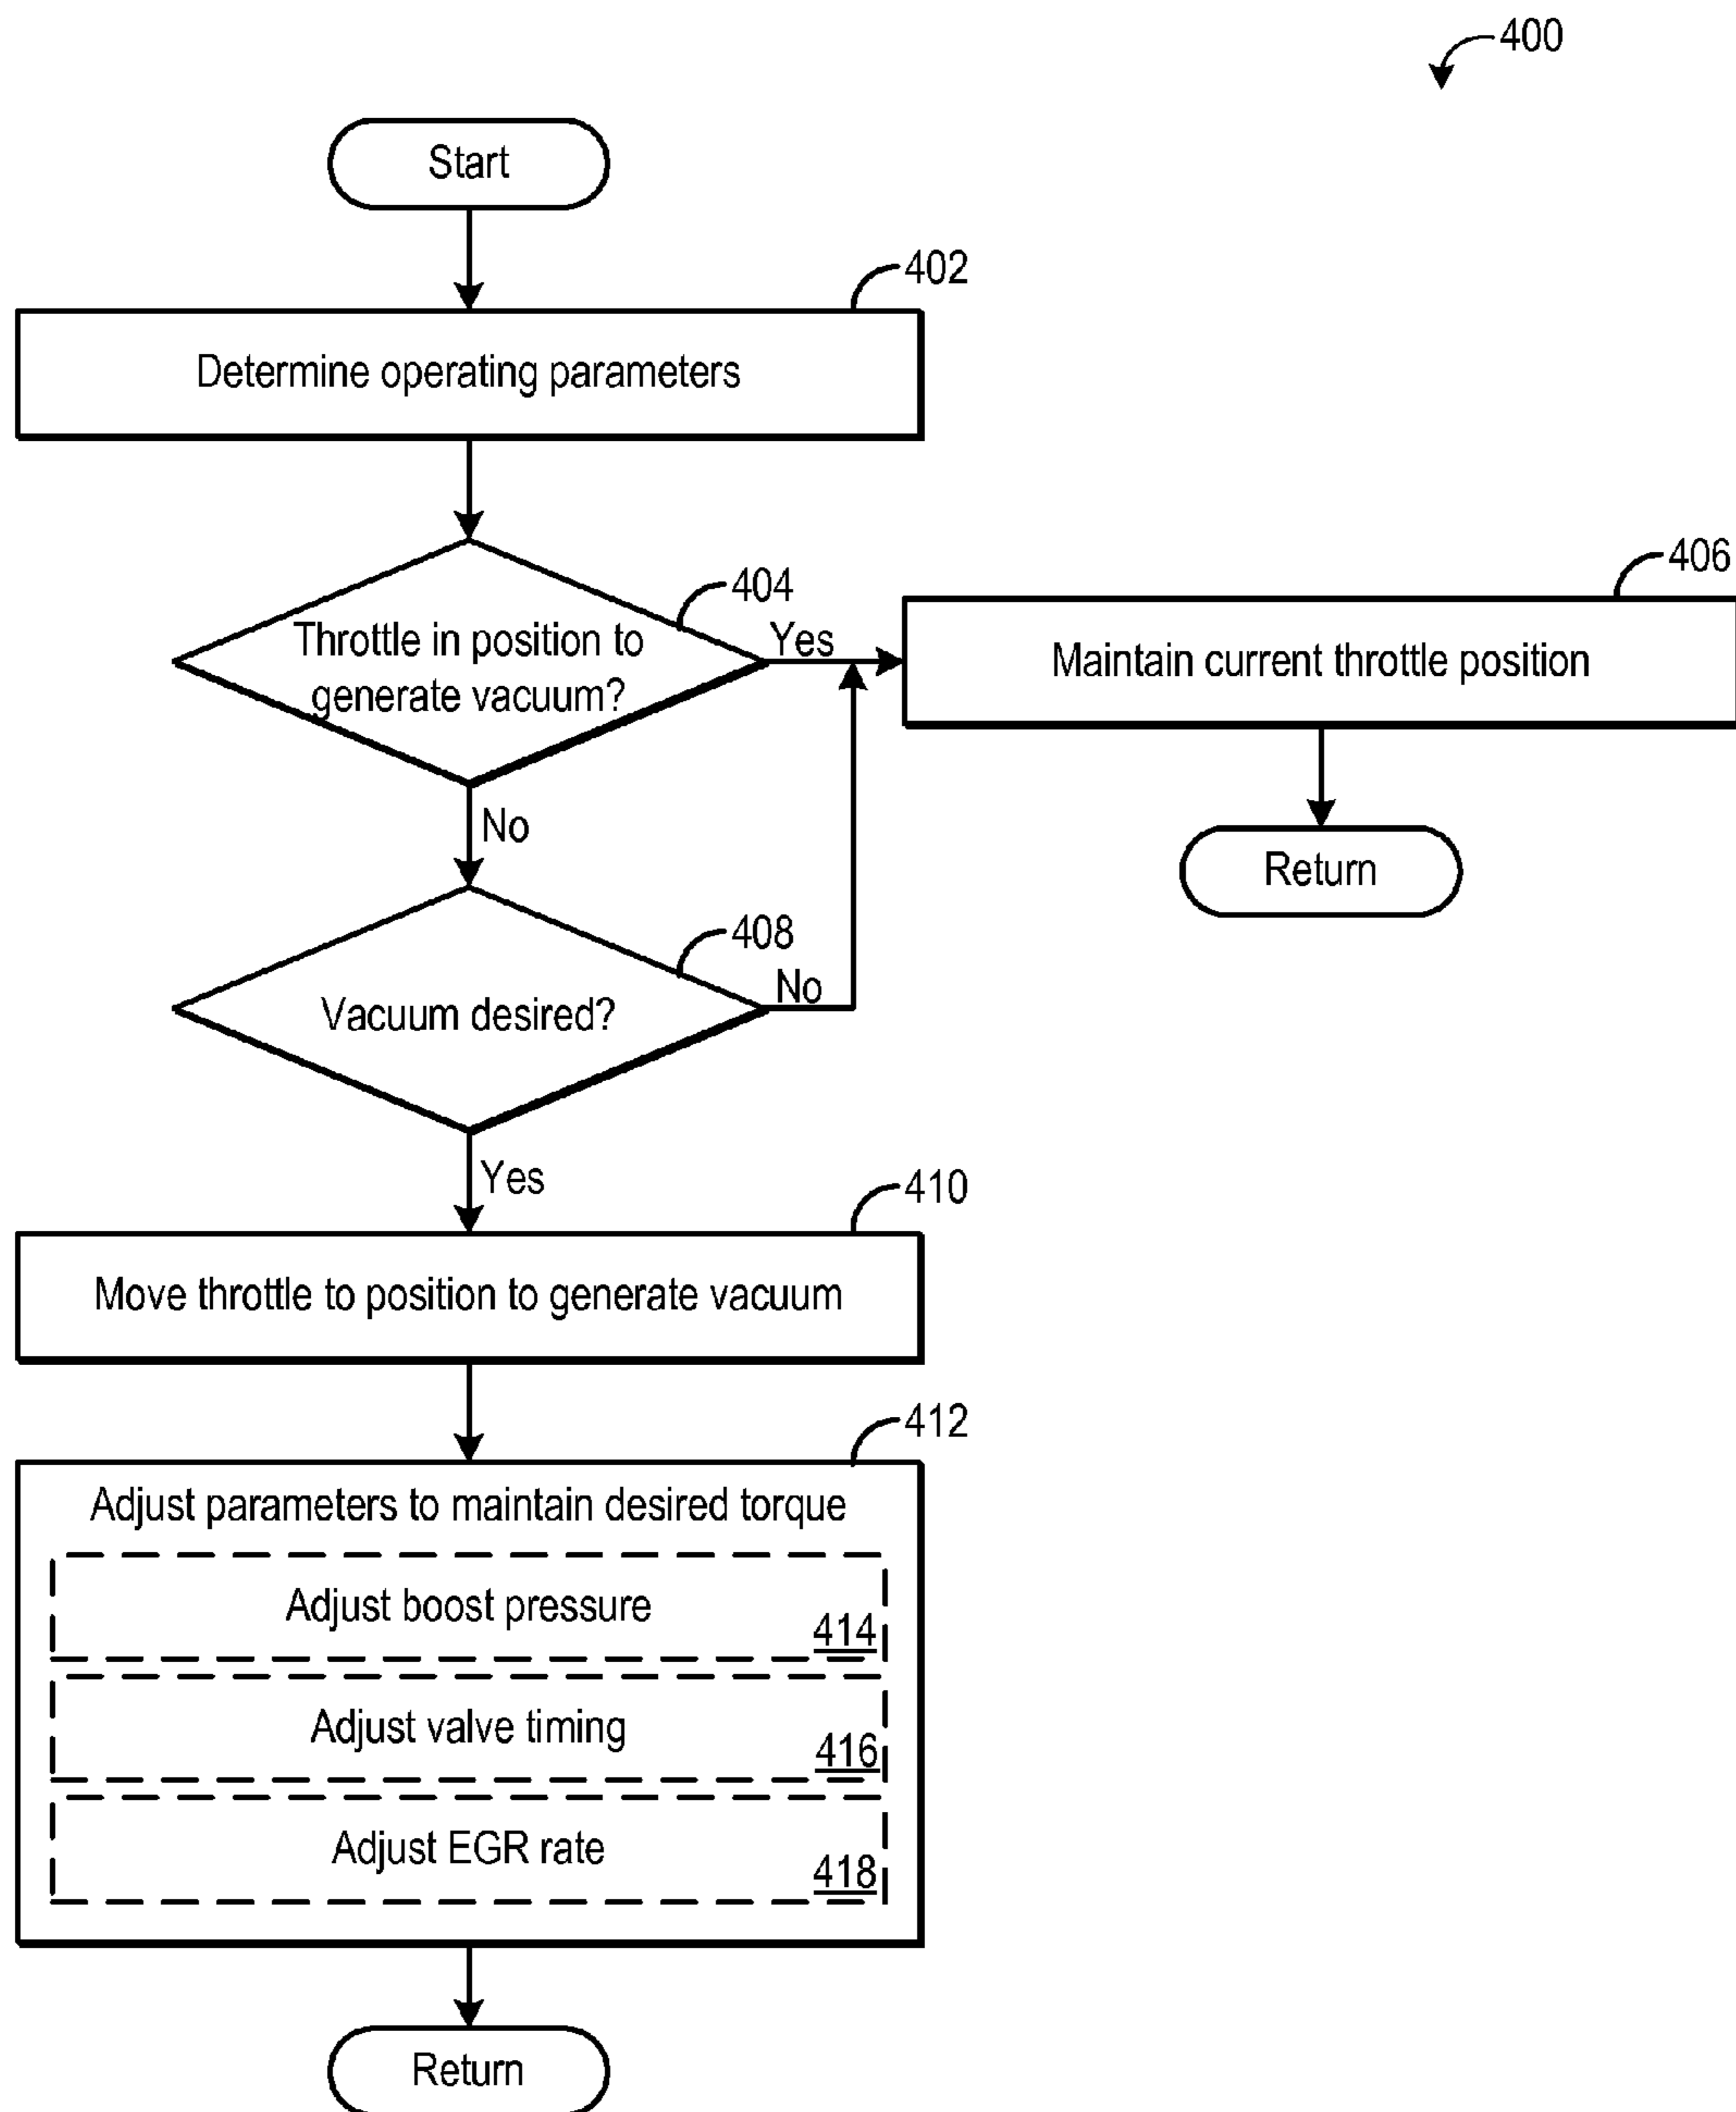 400
Start
402
Determine operating parameters
404
Throttle in position to
generate vacuum?
Yes
406
Maintain current throttle position
Return
No
408
Vacuum desired?
No
Yes
410
Move throttle to position to generate vacuum
412
Adjust parameters to maintain desired torque
Adjust boost pressure
414
Adjust valve timing
416
Adjust EGR rate
418
Return